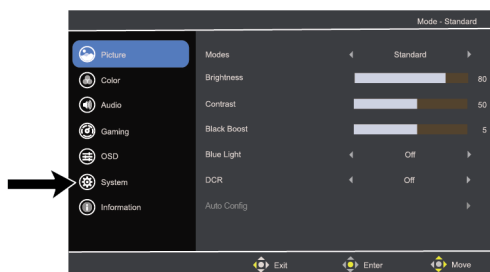 Mode - Standard
Picture
Modes Standard
Color
Brightness 80
Audio
Contrast 50
Gaming
Black Boost 5
OSD
Blue Light Off
System
DCR Off
Information
Auto Config
Exit Enter Move